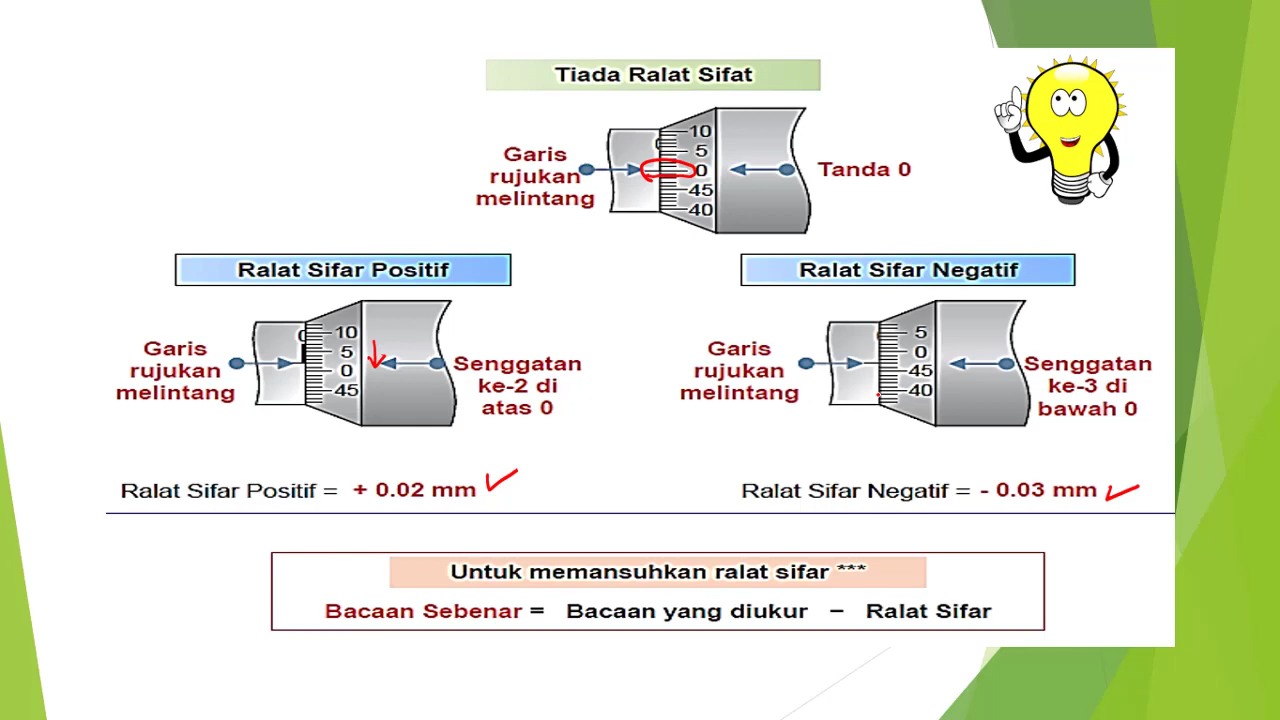 Tiada Ralat Sifat
Garis
rujukan
melintang
10
5
0
45
40
Tanda 0
Ralat Sifar Positif
Garis
rujukan
melintang
0
10
5
0
45
Senggatan
ke-2 di
atas 0
Ralat Sifar Positif = + 0.02 mm
Ralat Sifar Negatif
Garis
rujukan
melintang
5
0
45
40
Senggatan
ke-3 di
bawah 0
Ralat Sifar Negatif = - 0.03 mm
Untuk memansuhkan ralat sifar ***
Bacaan Sebenar = Bacaan yang diukur − Ralat Sifar